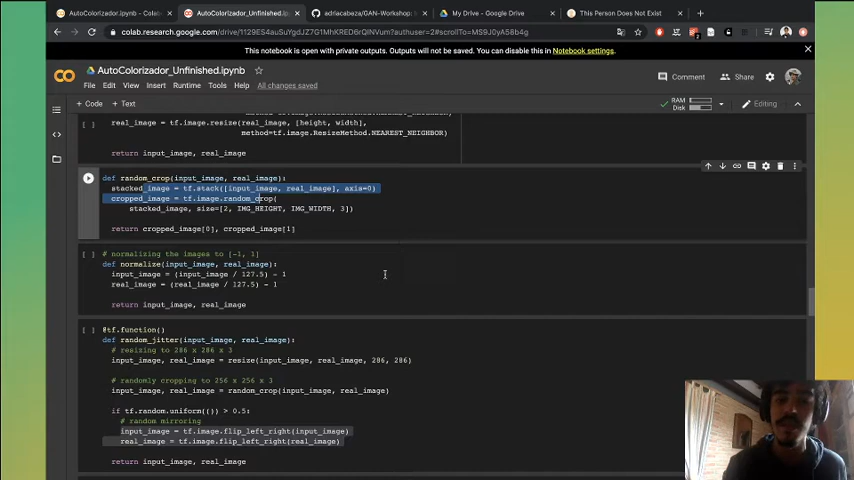 AutoColorizador.ipynb - Colab
AutoColorizador_Unfinished.ip
adriacabeza/GAN-Workshop:
My Drive - Google Drive
This Person Does Not Exist
colab.research.google.com/drive/1129ES4auSuYgdJZ7G1MhKRED6rQINVum?authuser=2#scrollTo=MS9J0yA58b4g
This notebook is open with private outputs. Outputs will not be saved. You can disable this in Notebook settings.
AutoColorizador_Unfinished.ipynb
Comment
Share
File Edit View Insert Runtime Tools Help All changes saved
+ Code + Text
RAM
Disk
Editing
real_image = tf.image.resize(real_image, [height, width],
method=tf.image.ResizeMethod.NEAREST_NEIGHBOR)
return input_image, real_image
def random_crop(input_image, real_image):
stacked_image = tf.stack([input_image, real_image], axis=0)
cropped_image = tf.image.random_crop(
stacked_image, size=[2, IMG_HEIGHT, IMG_WIDTH, 3])
return cropped_image[0], cropped_image[1]
# normalizing the images to [-1, 1]
def normalize(input_image, real_image):
input_image = (input_image / 127.5) - 1
real_image = (real_image / 127.5) - 1
return input_image, real_image
@tf.function()
def random_jitter(input_image, real_image):
# resizing to 286 x 286 x 3
input_image, real_image = resize(input_image, real_image, 286, 286)
# randomly cropping to 256 x 256 x 3
input_image, real_image = random_crop(input_image, real_image)
if tf.random.uniform(()) > 0.5:
# random mirroring
input_image = tf.image.flip_left_right(input_image)
real_image = tf.image.flip_left_right(real_image)
return input_image, real_image